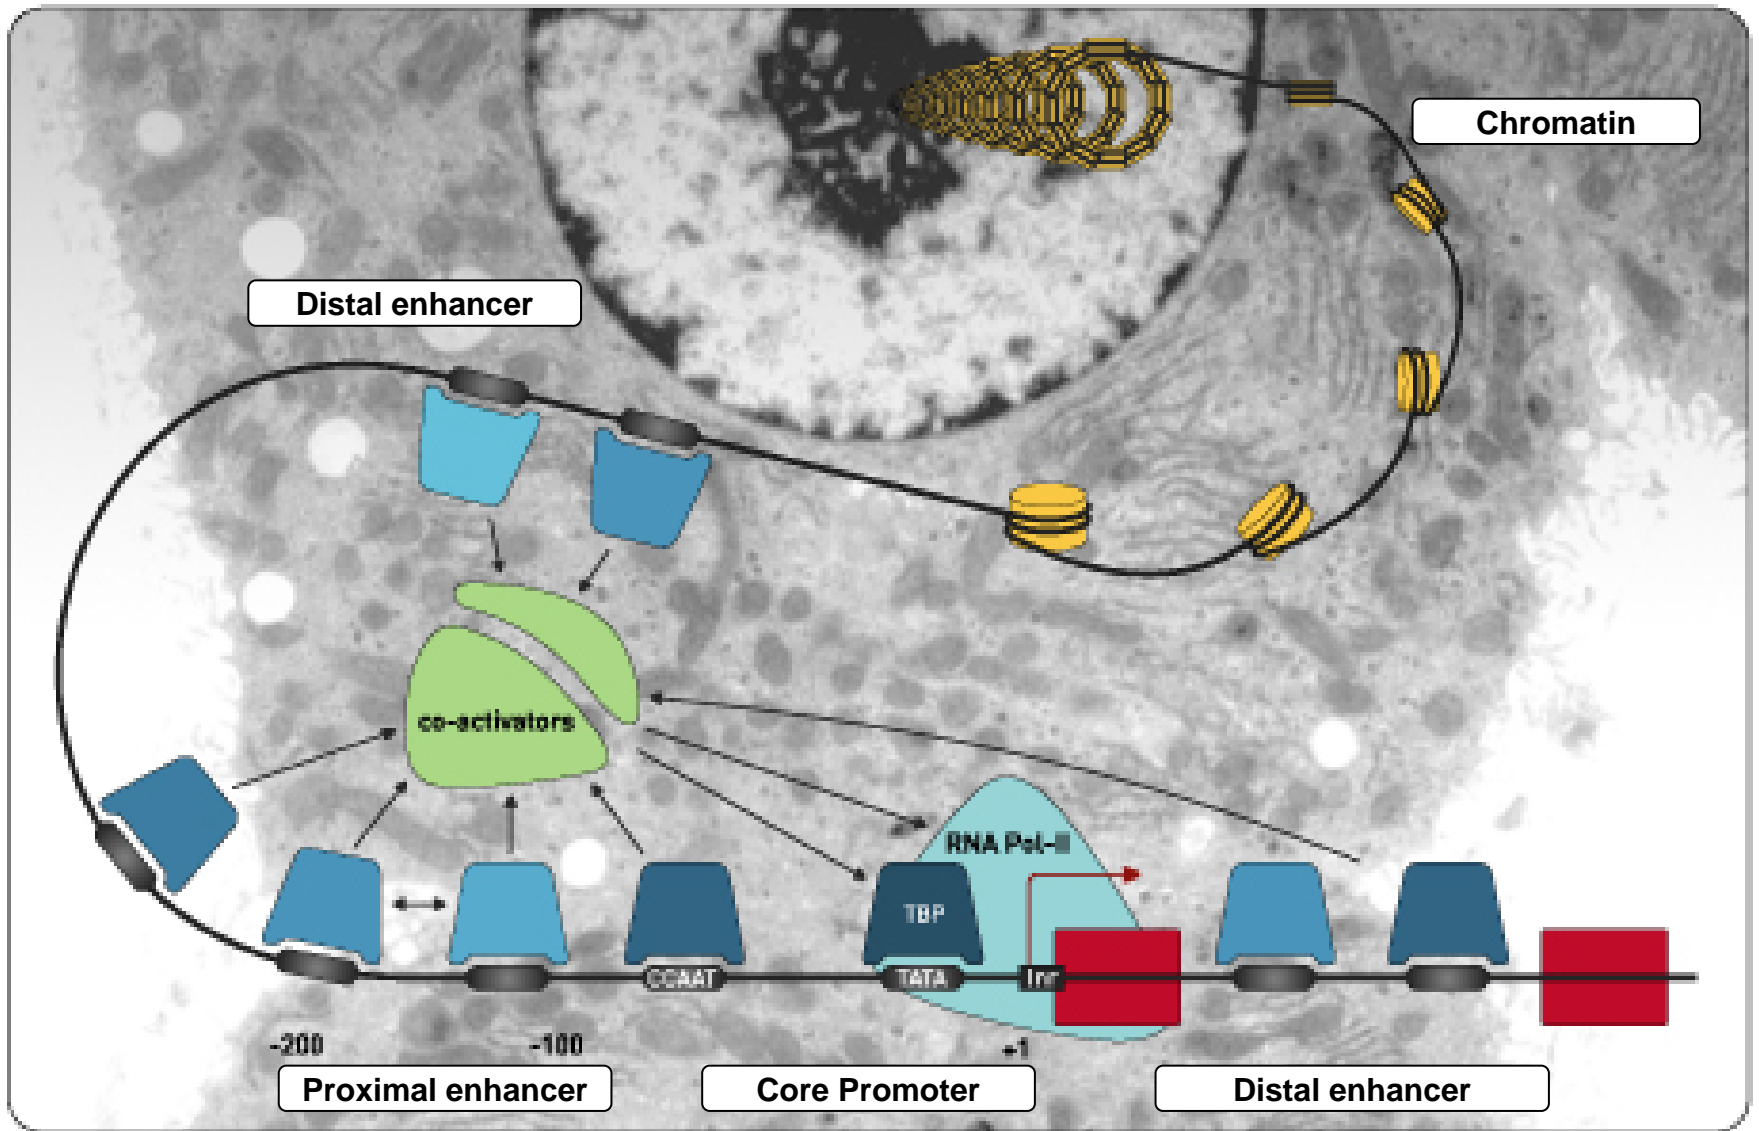 Chromatin
Distal enhancer
co-activators
RNA Pol-II
TBP
CCAAT
TATA
Inr
-200
-100
+1
Proximal enhancer
Core Promoter
Distal enhancer